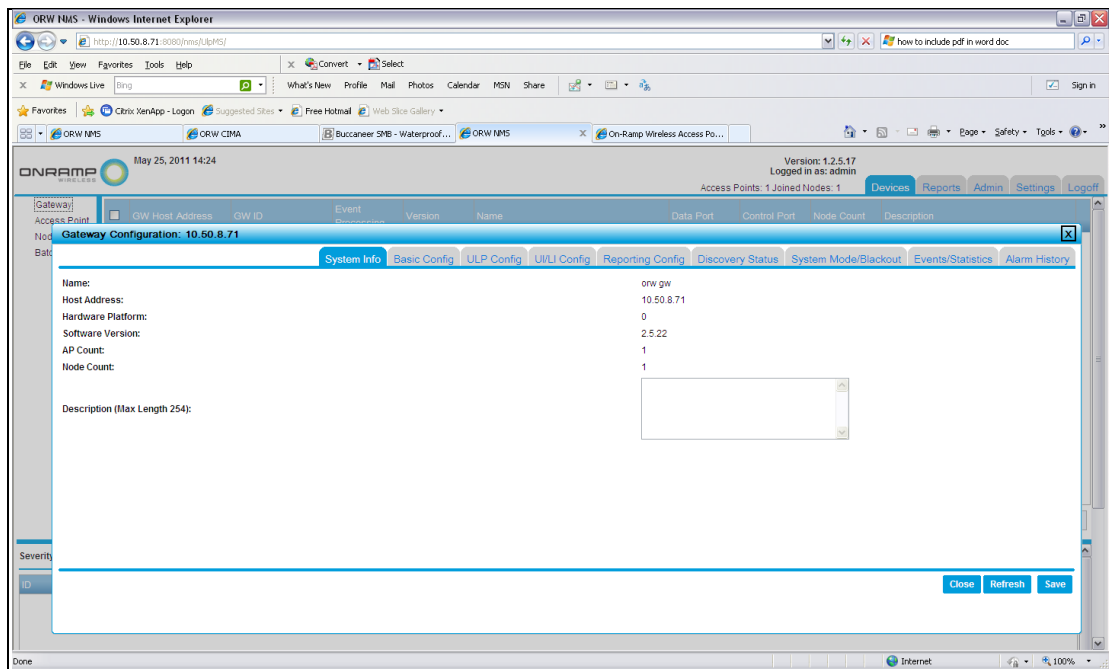 ORW NMS - Windows Internet Explorer
http://10.50.8.71:8080/nms/UlpMS/
how to include pdf in word doc
File Edit View Favorites Tools Help
x Convert Select
x Windows Live Bing What's New Profile Mail Photos Calendar MSN Share Sign in
Favorites Citrix XenApp - Logon Suggested Sites Free Hotmail Web Slice Gallery
ORW NMS ORW CIMA Buccaneer SMB - Waterproof... ORW NMS x On-Ramp Wireless Access Po... Page Safety Tools »
ONRAMP
WIRELESS
May 25, 2011 14:24
Version: 1.2.5.17
Logged in as: admin
Access Points: 1 Joined Nodes: 1
Devices Reports Admin Settings Logoff
Gateway
Access Point
Nod
Batc
GW Host Address GW ID Event Processing Version Name Data Port Control Port Node Count Description
Gateway Configuration: 10.50.8.71 X
System Info Basic Config ULP Config UI/LI Config Reporting Config Discovery Status System Mode/Blackout Events/Statistics Alarm History
Name: orw gw
Host Address: 10.50.8.71
Hardware Platform: 0
Software Version: 2.5.22
AP Count: 1
Node Count: 1
Description (Max Length 254):
Severity
ID
Close Refresh Save
Done Internet 100%